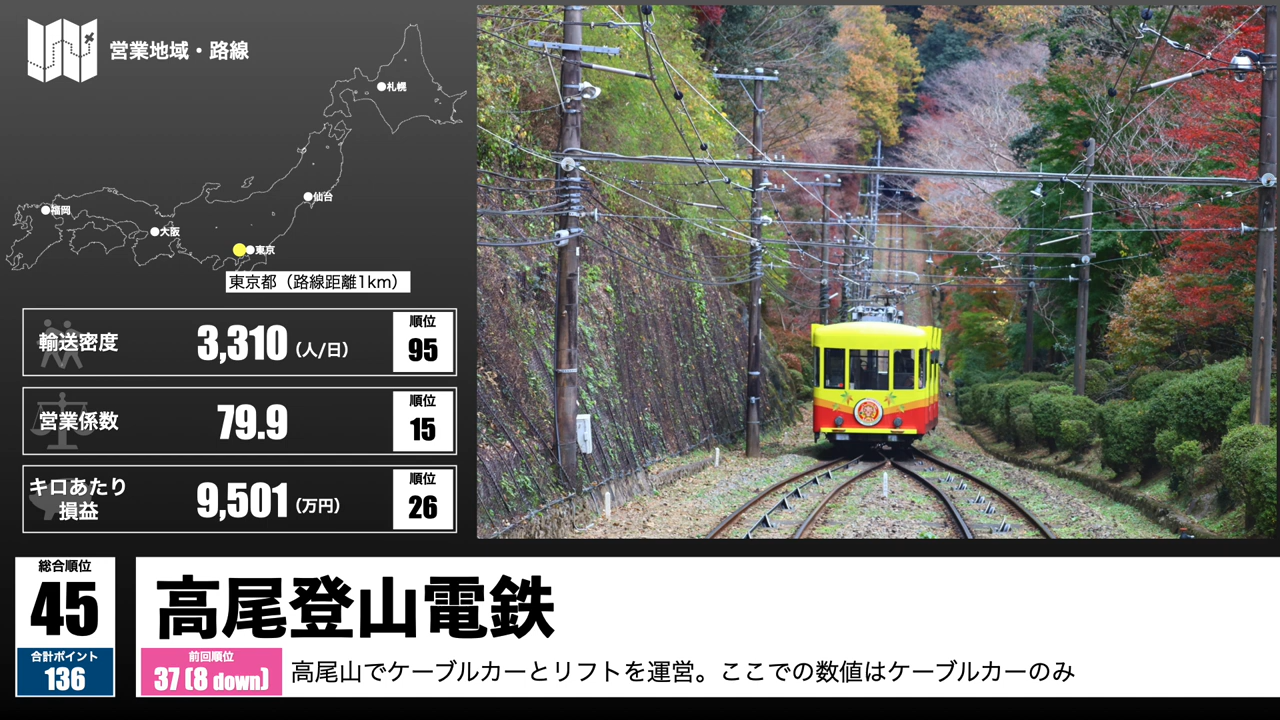 営業地域・路線
札幌
仙台
福岡
大阪
東京
東京都（路線距離1km）
輸送密度
3,310（人/日）
順位
95
営業係数
79.9
順位
15
キロあたり
損益
9,501（万円）
順位
26
総合順位
45
合計ポイント
136
高尾登山電鉄
前回順位
37 (8 down)
高尾山でケーブルカーとリフトを運営。ここでの数値はケーブルカーのみ